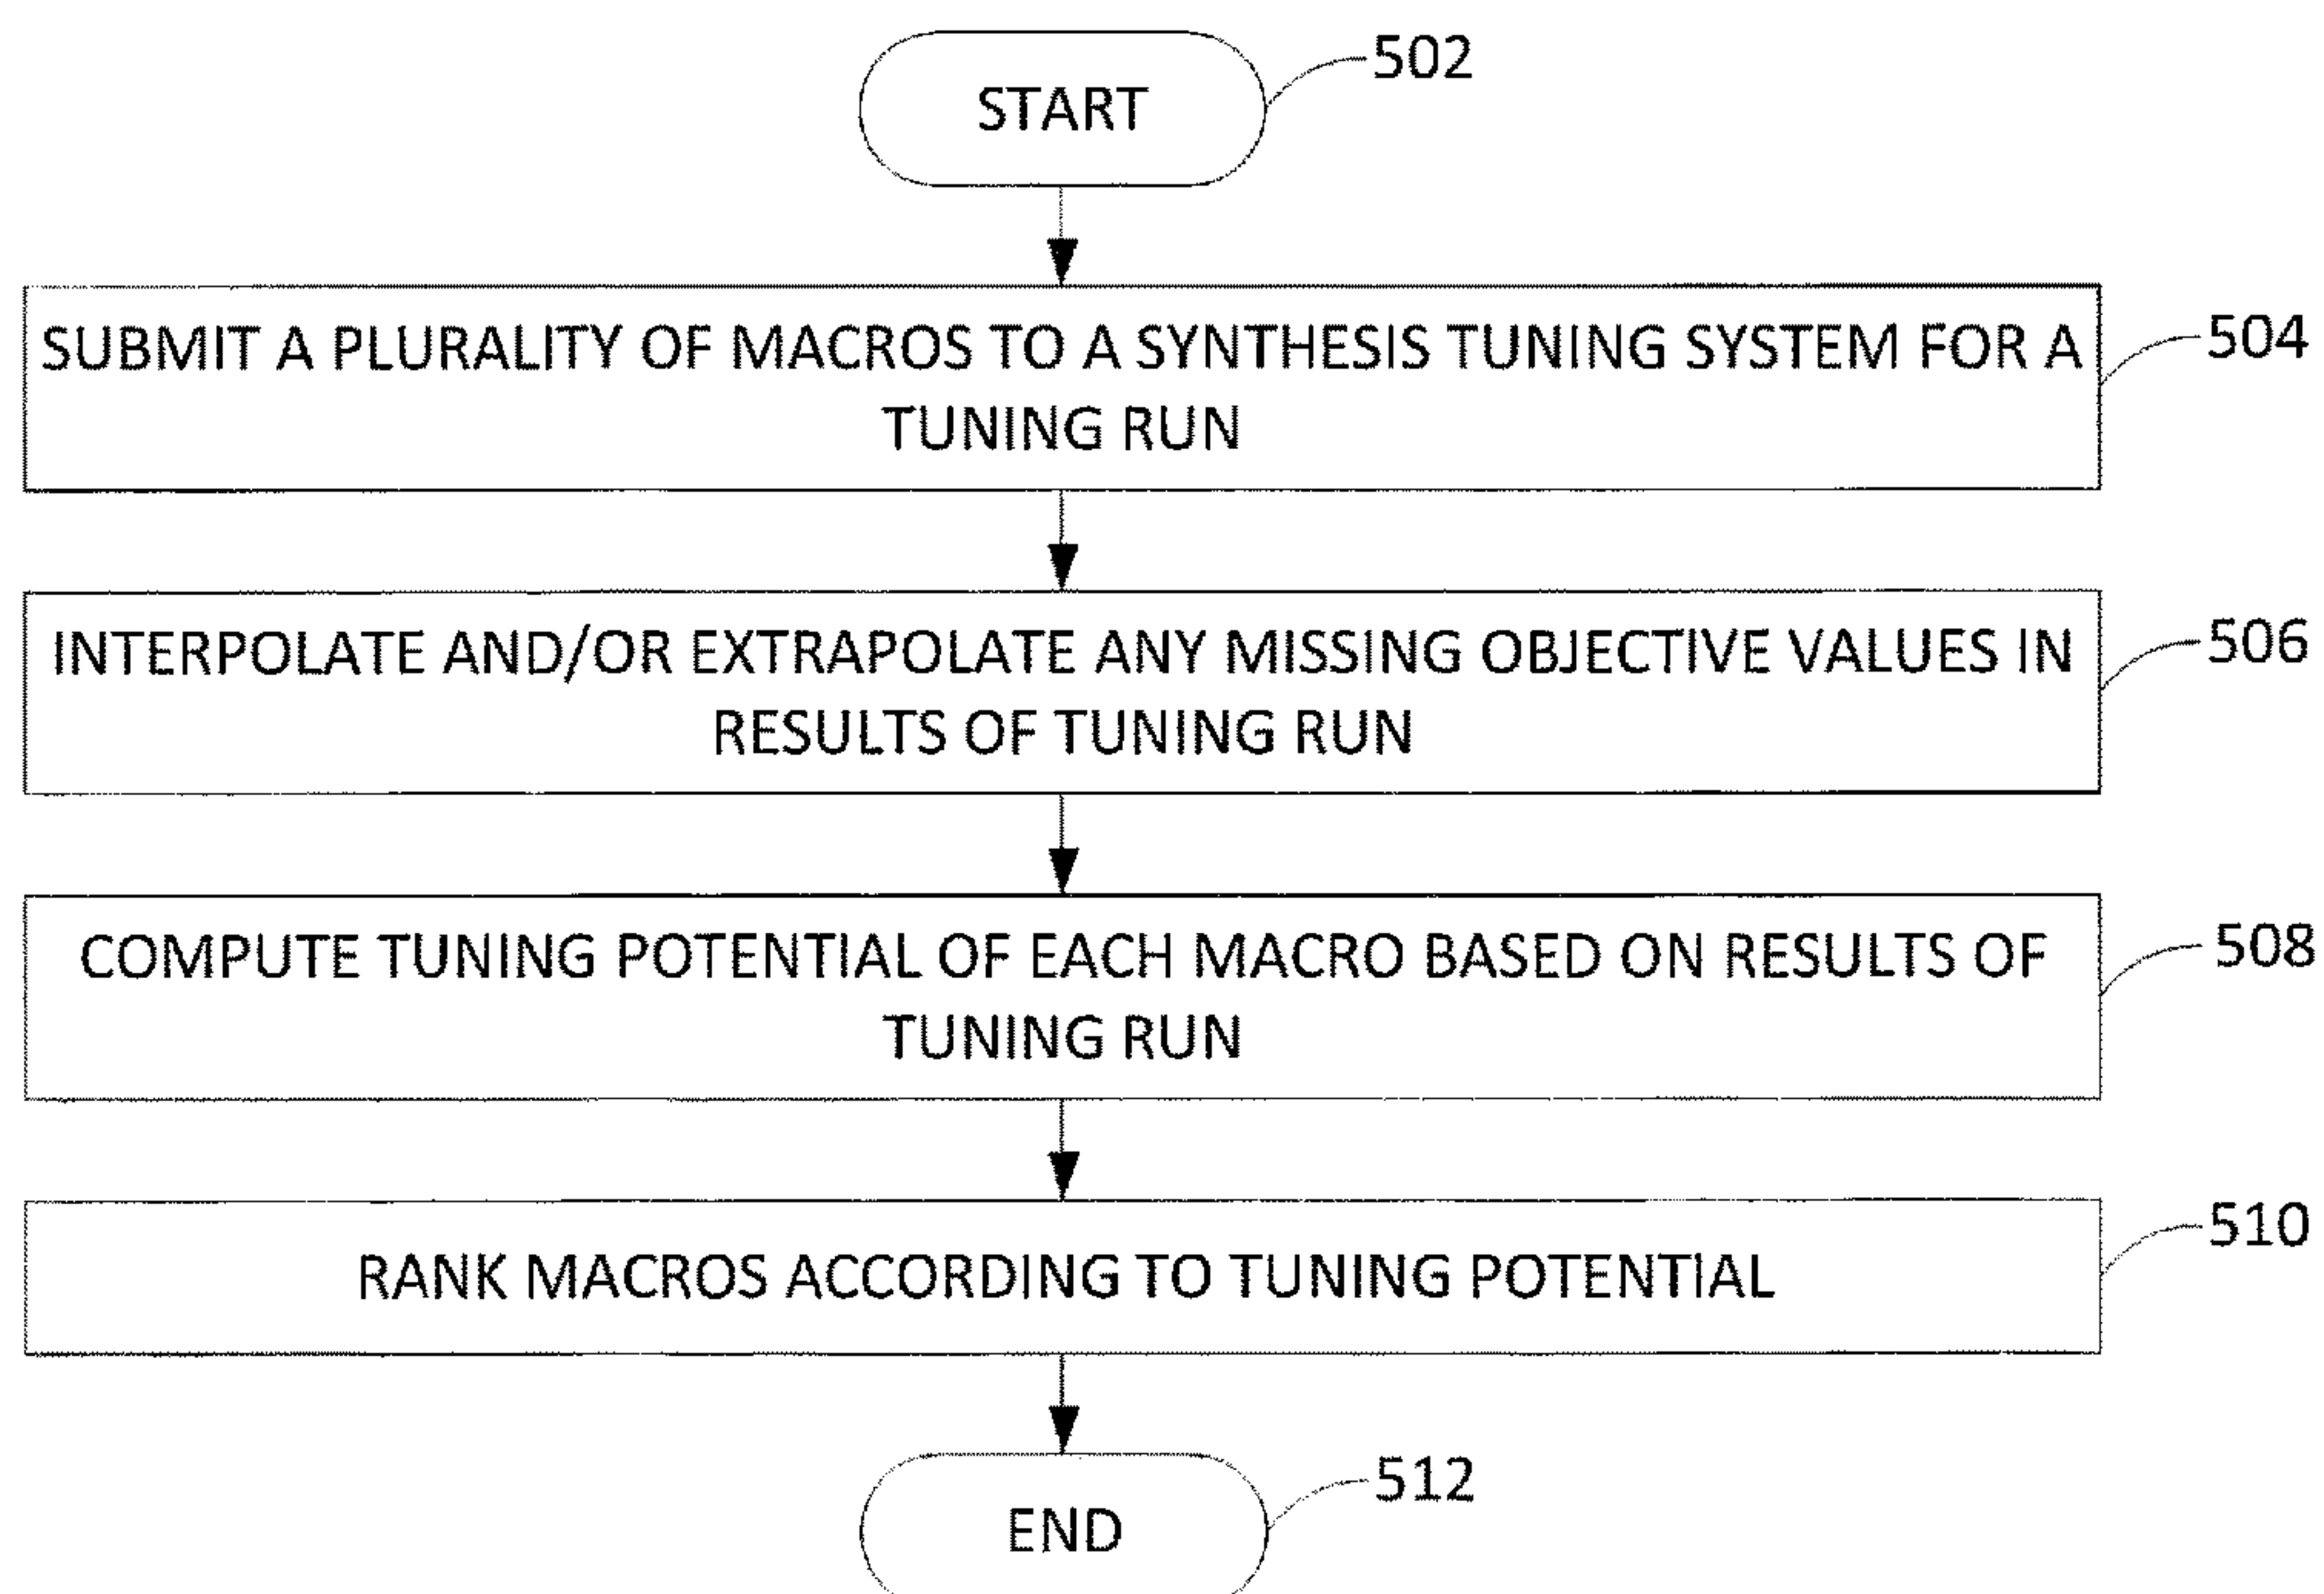 START
502
SUBMIT A PLURALITY OF MACROS TO A SYNTHESIS TUNING SYSTEM FOR A
TUNING RUN
504
INTERPOLATE AND/OR EXTRAPOLATE ANY MISSING OBJECTIVE VALUES IN
RESULTS OF TUNING RUN
506
COMPUTE TUNING POTENTIAL OF EACH MACRO BASED ON RESULTS OF
TUNING RUN
508
RANK MACROS ACCORDING TO TUNING POTENTIAL
510
END
512